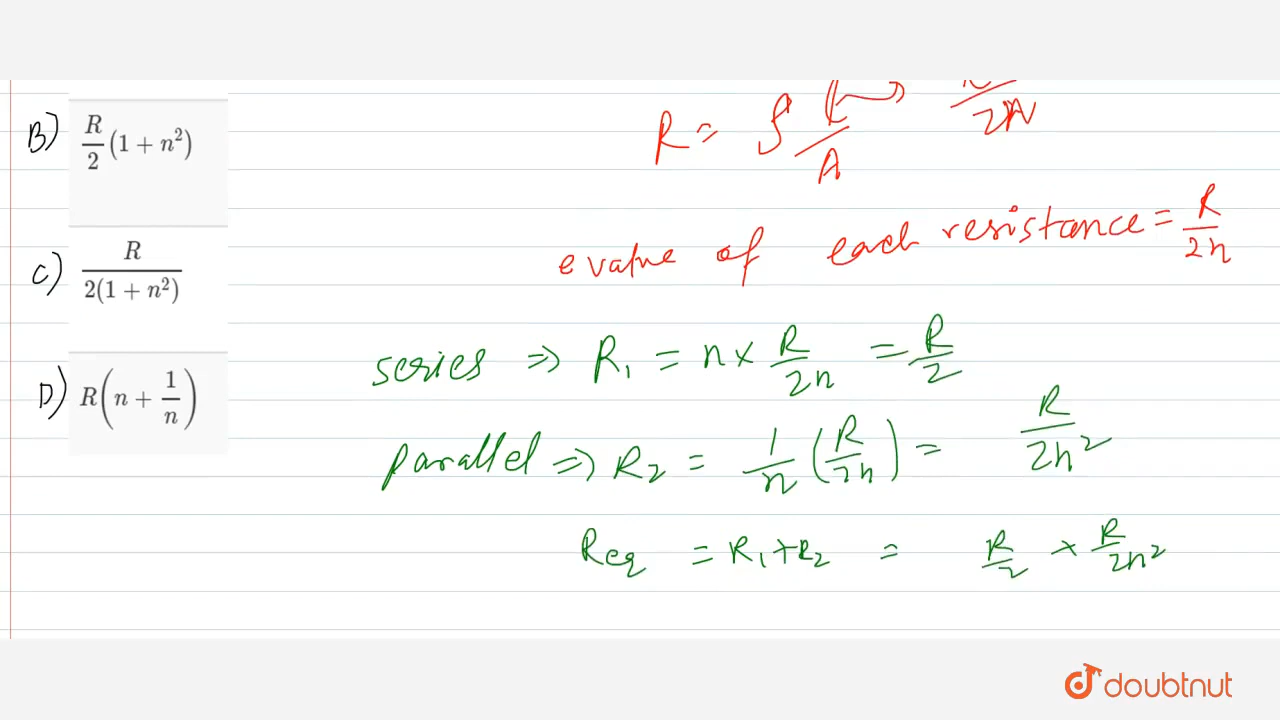 B) R/2 (1 + n²)
C) R/2(1 + n²)
D) R(n + 1/n)
R = ρ l/A → /2n
e value of each resistance = R/2n
series ⇒ R₁ = n × R/2n = R/2
parallel ⇒ R₂ = 1/n (R/2n) = R/2n²
Req = R₁ + R₂ = R/2 + R/2n²
doubtnut